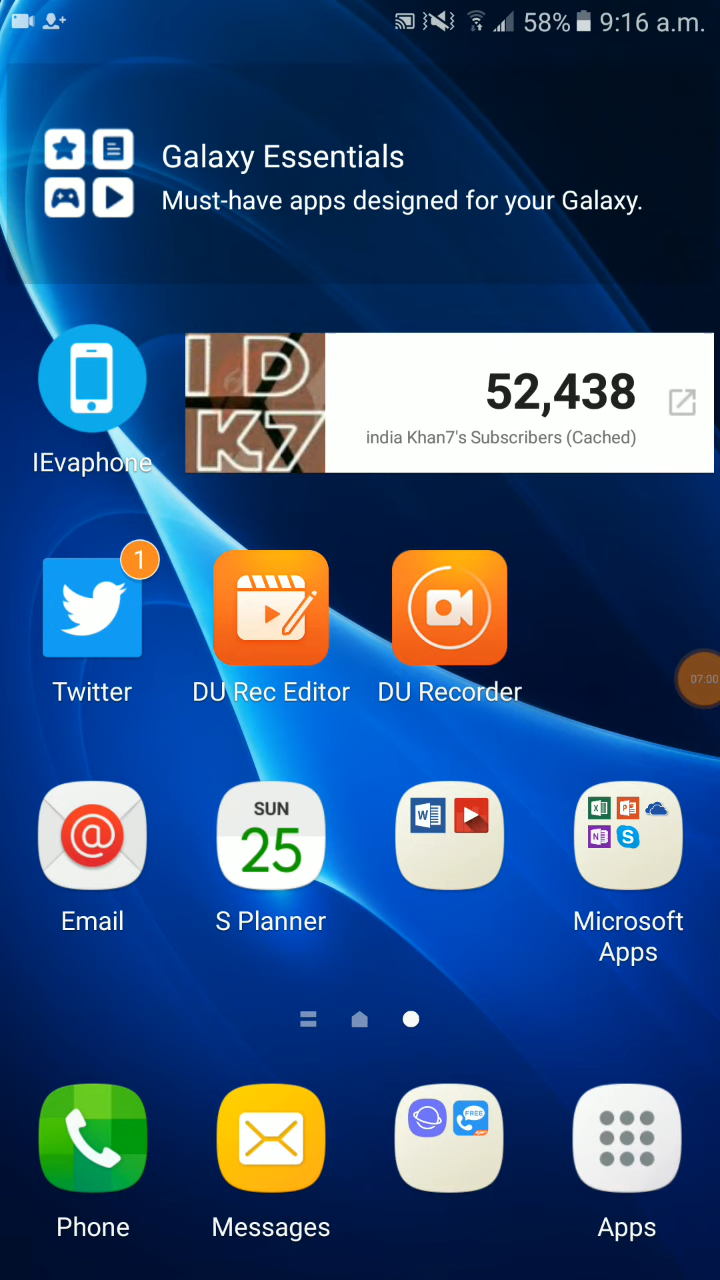 58% 9:16 a.m.
Galaxy Essentials
Must-have apps designed for your Galaxy.
ID
K7
52,438
india Khan7's Subscribers (Cached)
IEvaphone
1
Twitter
DU Rec Editor
DU Recorder
07:00
SUN
25
Email
S Planner
Microsoft
Apps
FREE
Phone
Messages
Apps